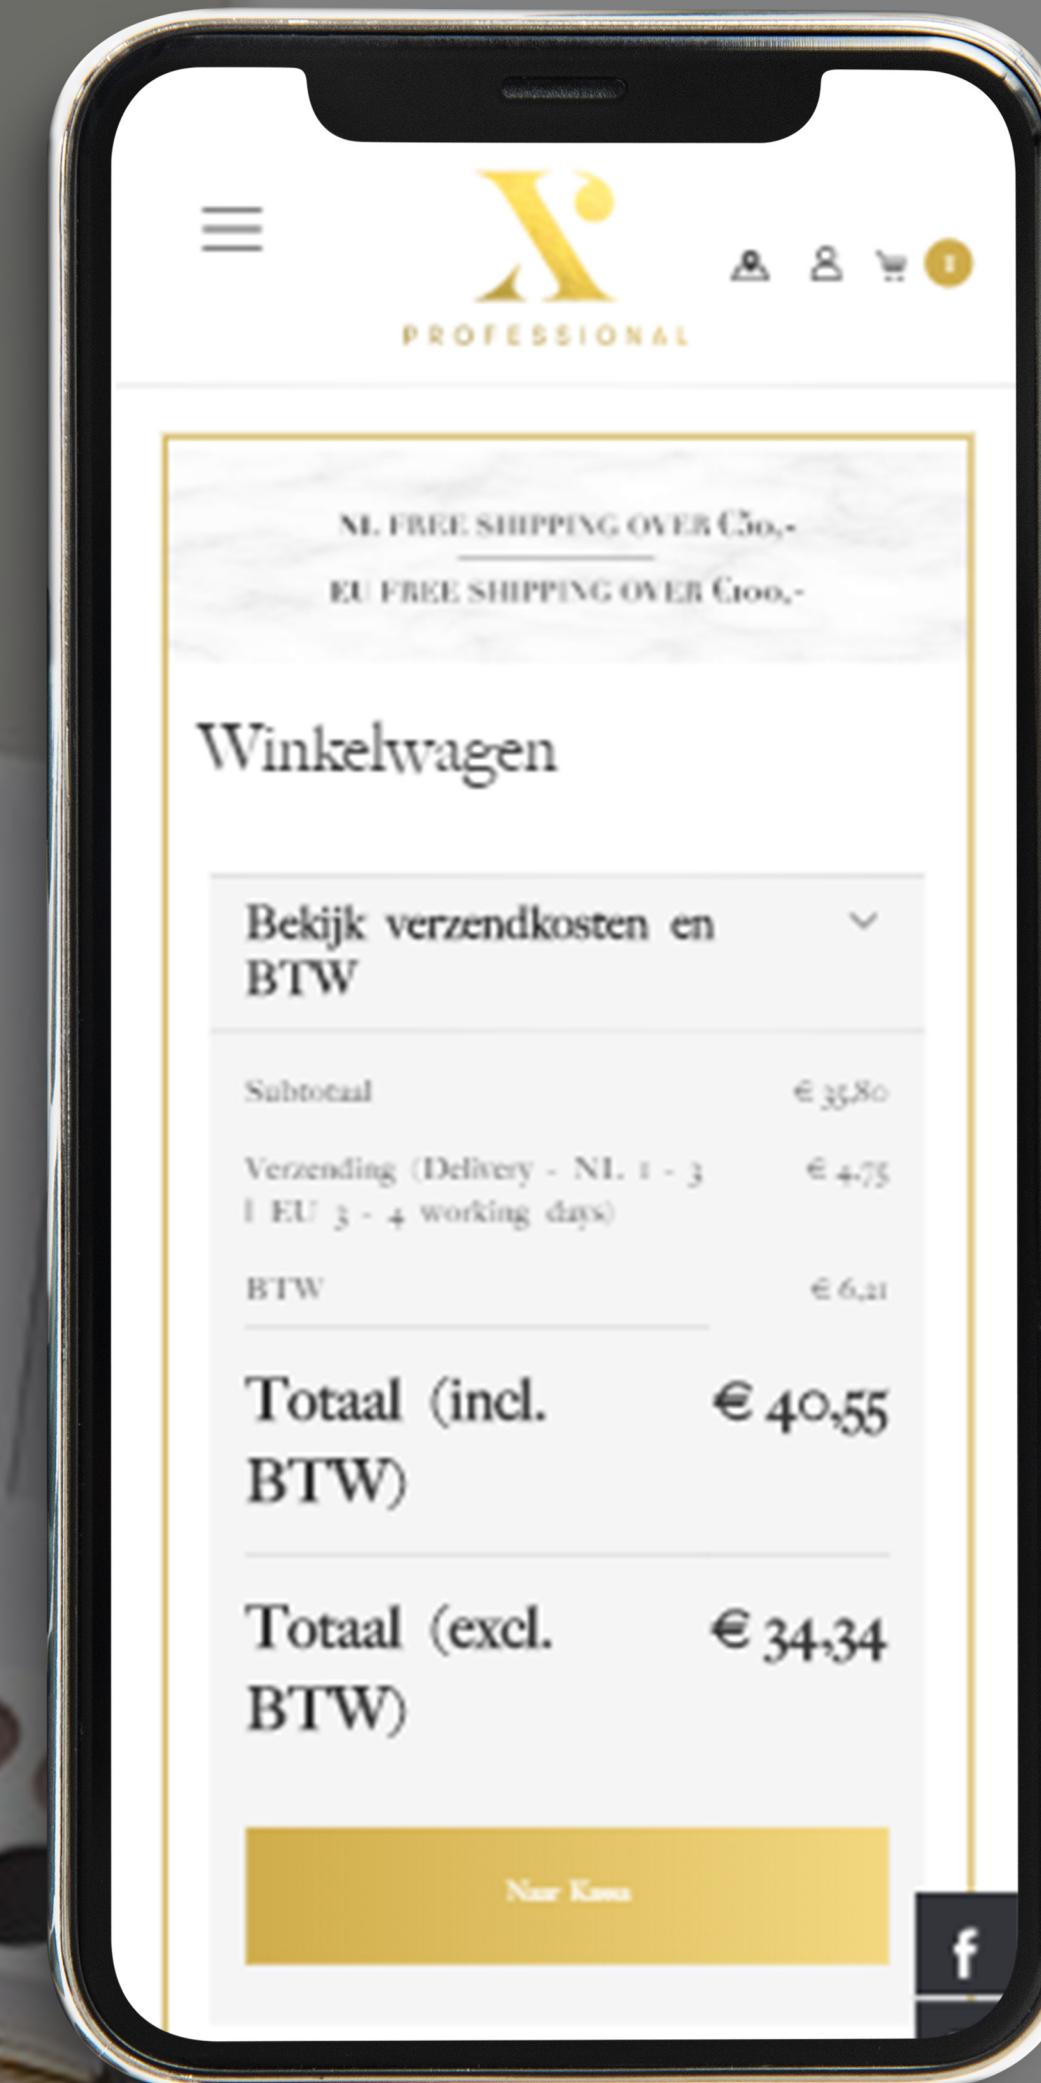 X
PROFESSIONAL
NL FREE SHIPPING OVER €50,-
EU FREE SHIPPING OVER €100,-
Winkelwagen
Bekijk verzendkosten en
BTW
Subtotaal € 35,80
Verzending (Delivery - NL 1 - 3 € 4,75
| EU 3 - 4 working days)
BTW € 6,21
Totaal (incl. € 40,55
BTW)
Totaal (excl. € 34,34
BTW)
Naar Kassa
f